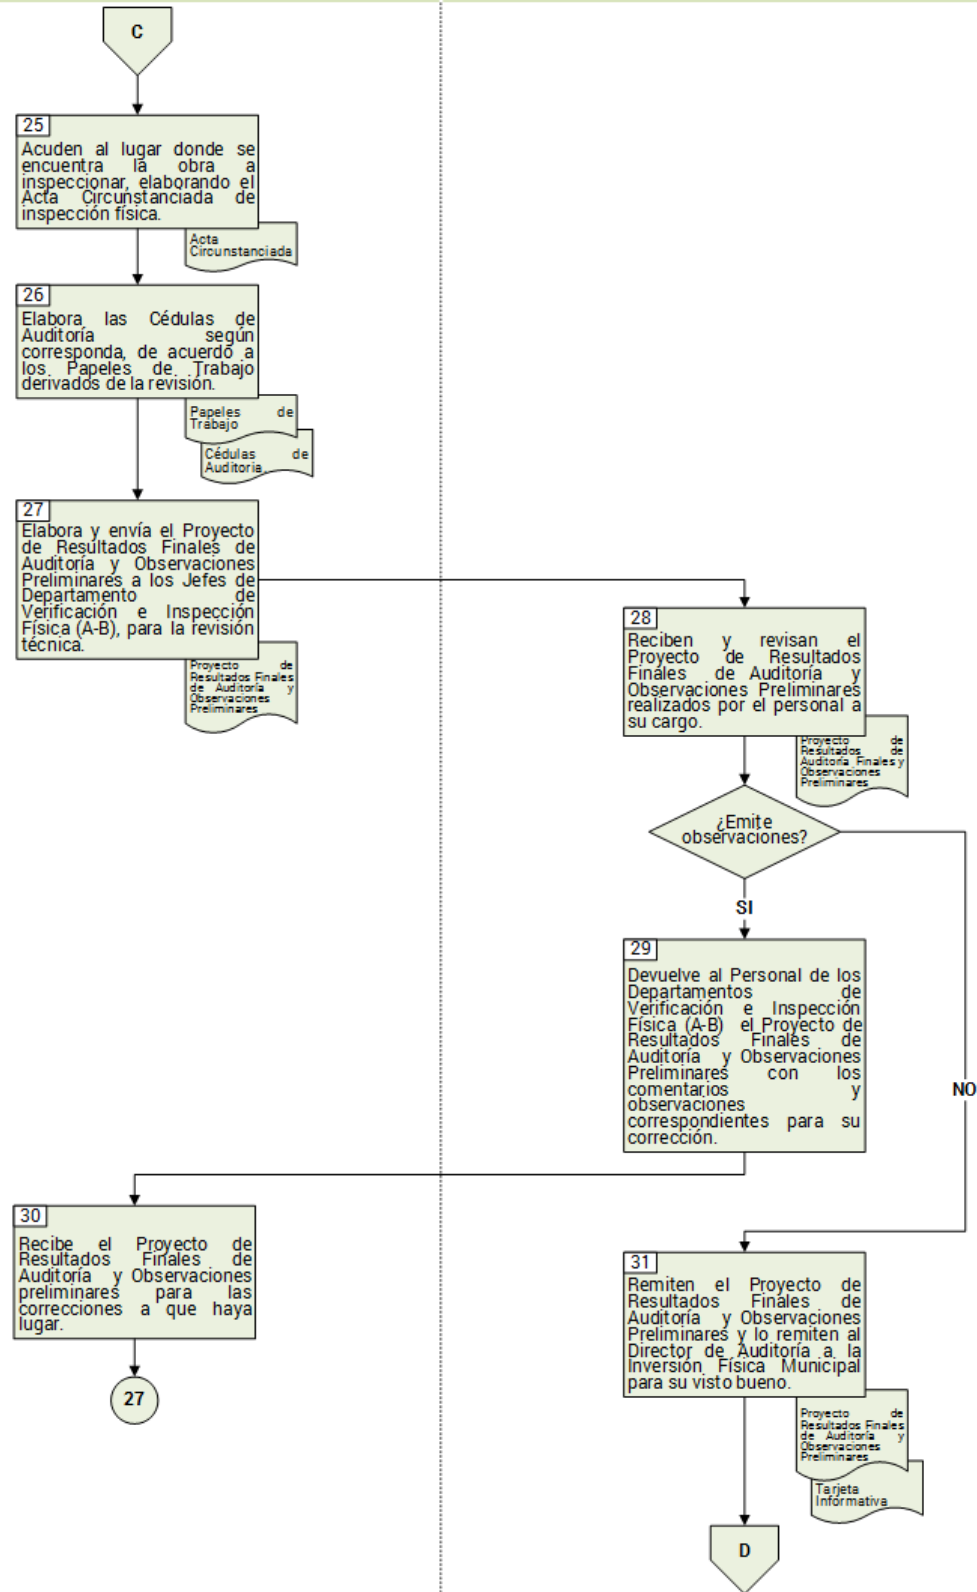 C
25
Acuden al lugar donde se
encuentra la obra a
inspeccionar, elaborando el
Acta Circunstanciada de
inspección física.
Acta
Circunstanciada
26
Elabora las Cédulas de
Auditoría según
corresponda, de acuerdo a
los Papeles de Trabajo
derivados de la revisión.
Papeles de
Trabajo
Cédulas de
Auditoria.
27
Elabora y envía el Proyecto
de Resultados Finales de
Auditoría y Observaciones
Preliminares a los Jefes de
Departamento de
Verificación e Inspección
Física (A-B), para la revisión
técnica.
Proyecto de
Resultados Finales
de Auditoría y
Observaciones
Preliminares
28
Reciben y revisan el
Proyecto de Resultados
Finales de Auditoría y
Observaciones Preliminares
realizados por el personal a
su cargo.
Proyecto de
Resultados de
Auditoría Finales y
Observaciones
Preliminares
¿Emite
observaciones?
SI
29
Devuelve al Personal de los
Departamentos de
Verificación e Inspección
Física (A-B) el Proyecto de
Resultados Finales de
Auditoría y Observaciones
Preliminares con los
comentarios y
observaciones
correspondientes para su
corrección.
NO
30
Recibe el Proyecto de
Resultados Finales de
Auditoría y Observaciones
preliminares para las
correcciones a que haya
lugar.
27
31
Remiten el Proyecto de
Resultados Finales de
Auditoría y Observaciones
Preliminares y lo remiten al
Director de Auditoría a la
Inversión Física Municipal
para su visto bueno.
Proyecto de
Resultados Finales
de Auditoría y
Observaciones
Preliminares
Tarjeta
Informativa
D